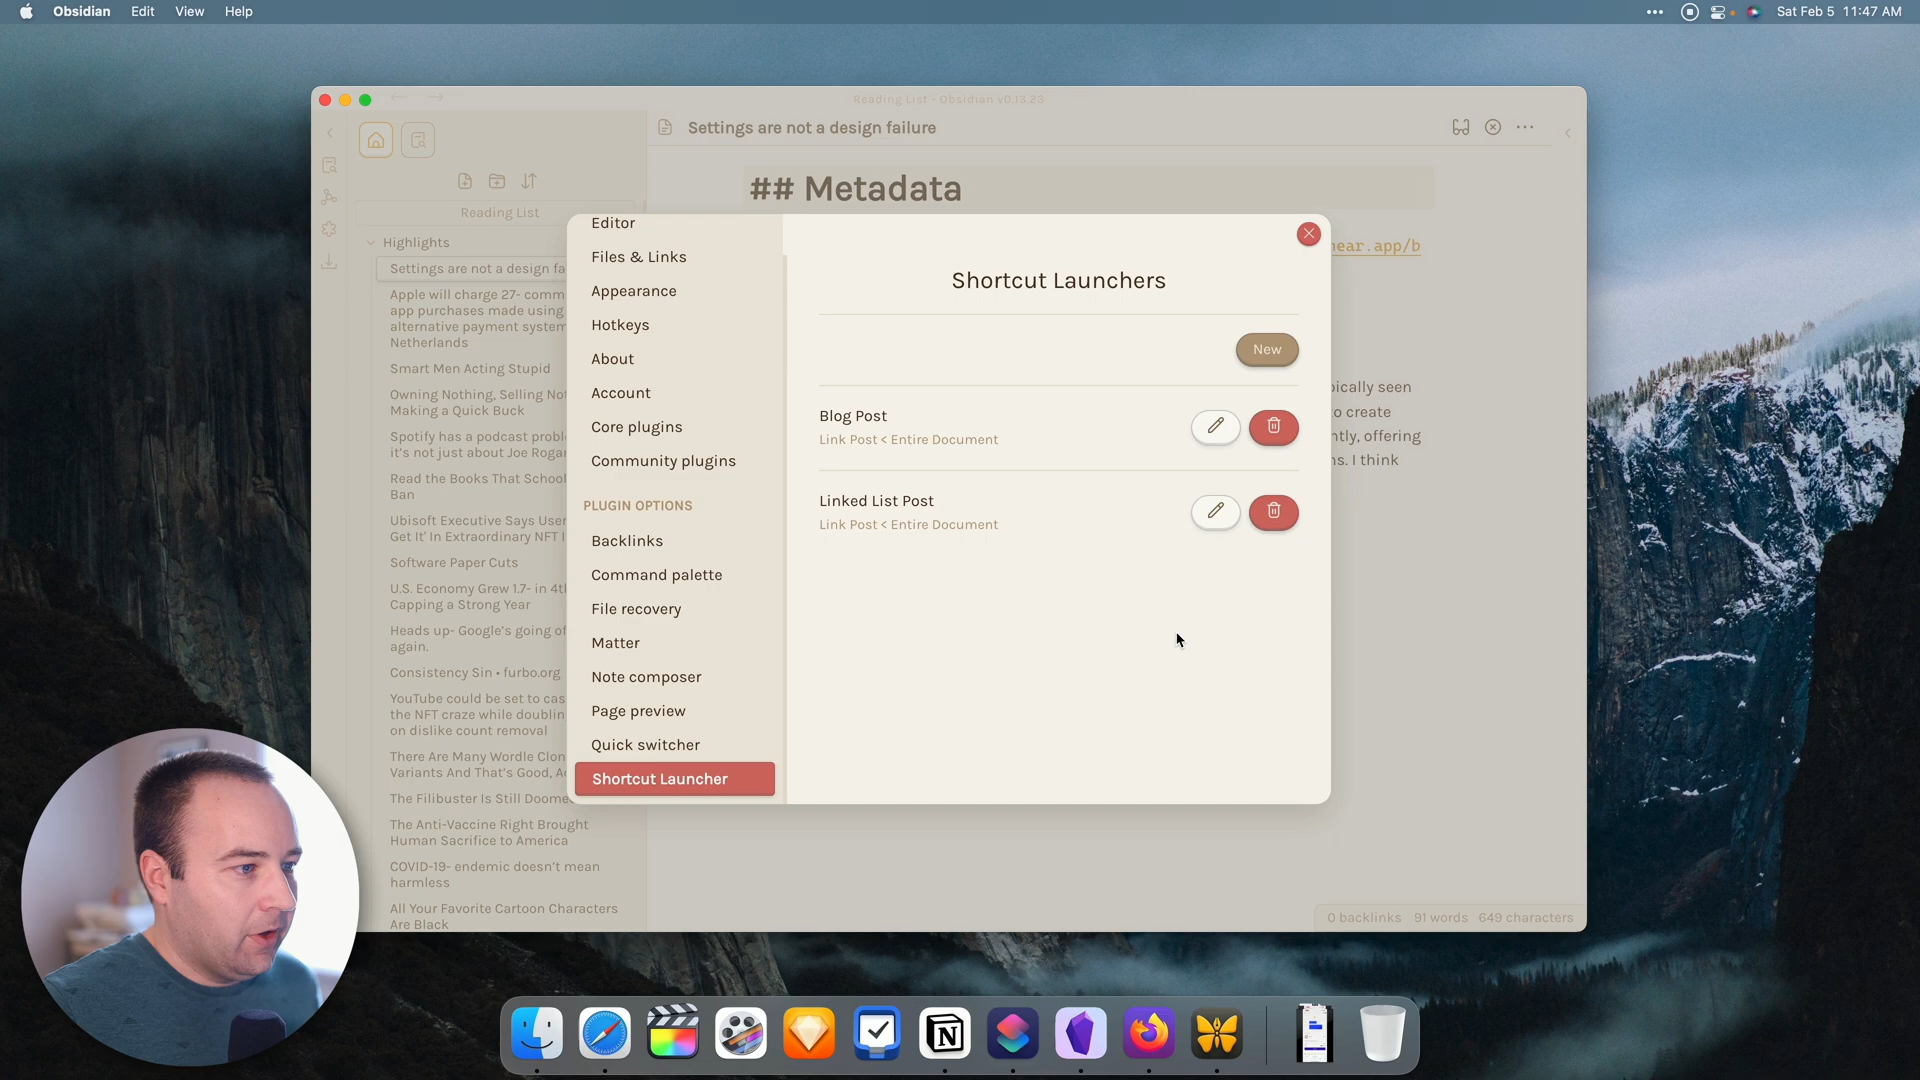 Obsidian Edit View Help
Sat Feb 5 11:47 AM
Reading List - Obsidian v0.13.23
Settings are not a design failure
## Metadata
near.app/b
Reading List
Highlights
Settings are not a design fa
Apple will charge 27- comm
app purchases made using
alternative payment system
Netherlands
Smart Men Acting Stupid
Owning Nothing, Selling No
Making a Quick Buck
Spotify has a podcast probl
it's not just about Joe Rogan
Read the Books That School
Ban
Ubisoft Executive Says User
Get It' In Extraordinary NFT I
Software Paper Cuts
U.S. Economy Grew 1.7- in 4t
Capping a Strong Year
Heads up- Google's going of
again.
Consistency Sin • furbo.org
YouTube could be set to cas
the NFT craze while doublin
on dislike count removal
There Are Many Wordle Clon
Variants And That's Good, A
The Filibuster Is Still Doome
The Anti-Vaccine Right Brought
Human Sacrifice to America
COVID-19- endemic doesn't mean
harmless
All Your Favorite Cartoon Characters
Are Black
Editor
Files & Links
Appearance
Hotkeys
About
Account
Core plugins
Community plugins
PLUGIN OPTIONS
Backlinks
Command palette
File recovery
Matter
Note composer
Page preview
Quick switcher
Shortcut Launcher
Shortcut Launchers
New
Blog Post
Link Post < Entire Document
Linked List Post
Link Post < Entire Document
pically seen
to create
ntly, offering
ns. I think
0 backlinks 91 words 649 characters